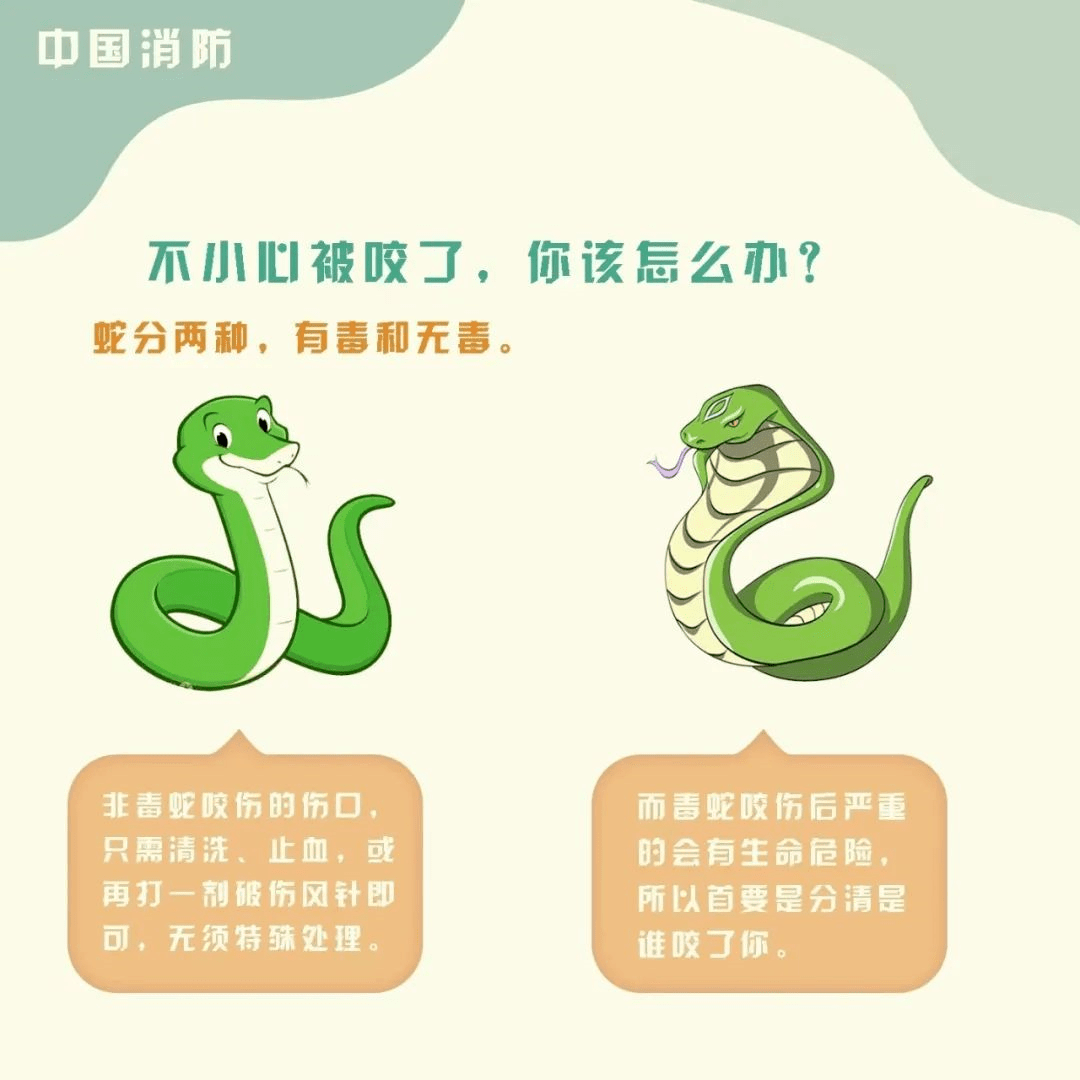 中国消防
不小心被咬了，你该怎么办？
蛇分两种，有毒和无毒。
非毒蛇咬伤的伤口，
只需清洗、止血，或
再打一剂破伤风针即
可，无须特殊处理。
而毒蛇咬伤后严重
的会有生命危险，
所以首要是分清是
谁咬了你。